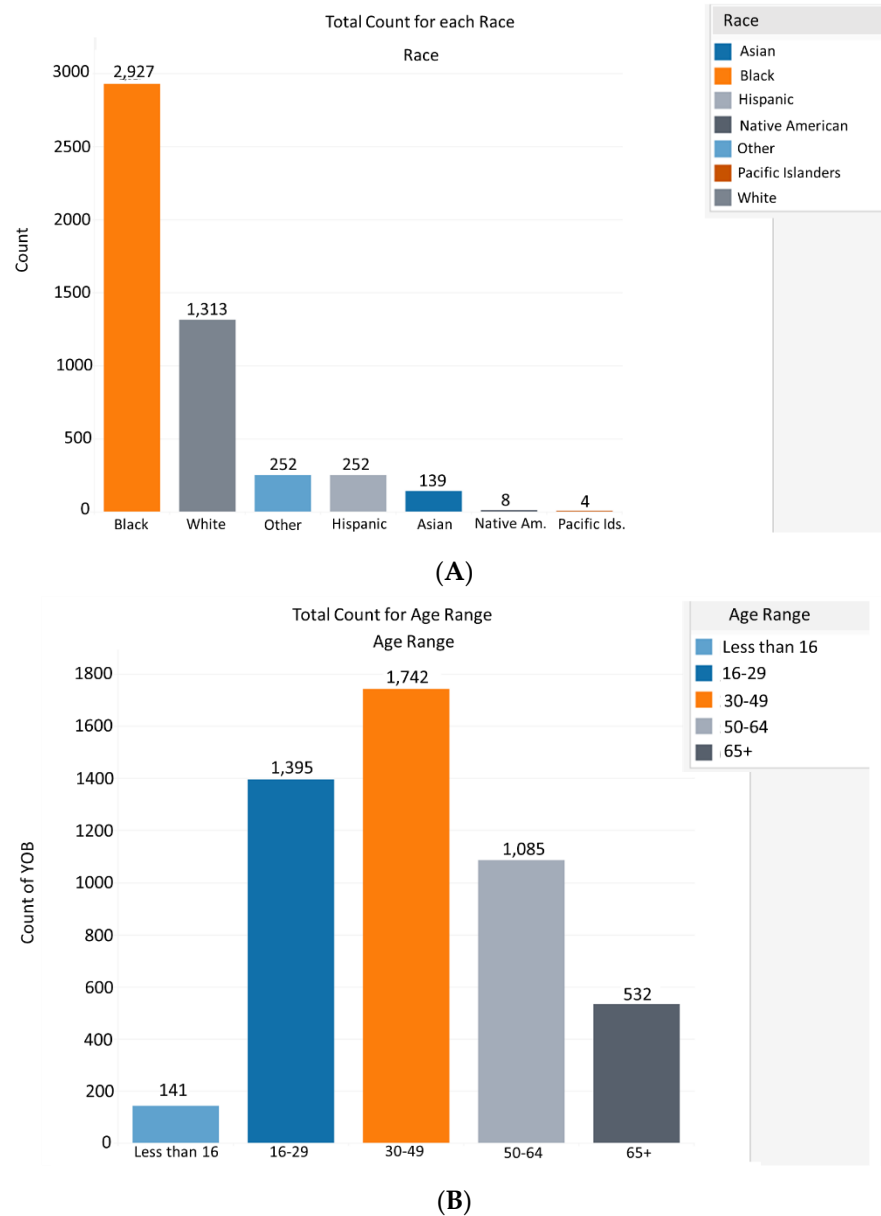 Total Count for each Race
Race
Race
Asian
Black
Hispanic
Native American
Other
Pacific Islanders
White
Count
3000
2500
2000
1500
1000
500
0
2,927
1,313
252
252
139
8
4
Black
White
Other
Hispanic
Asian
Native Am.
Pacific Ids.
(A)
Total Count for Age Range
Age Range
Age Range
Less than 16
16-29
30-49
50-64
65+
Count of YOB
1800
1600
1400
1200
1000
800
600
400
200
0
141
1,395
1,742
1,085
532
Less than 16
16-29
30-49
50-64
65+
(B)